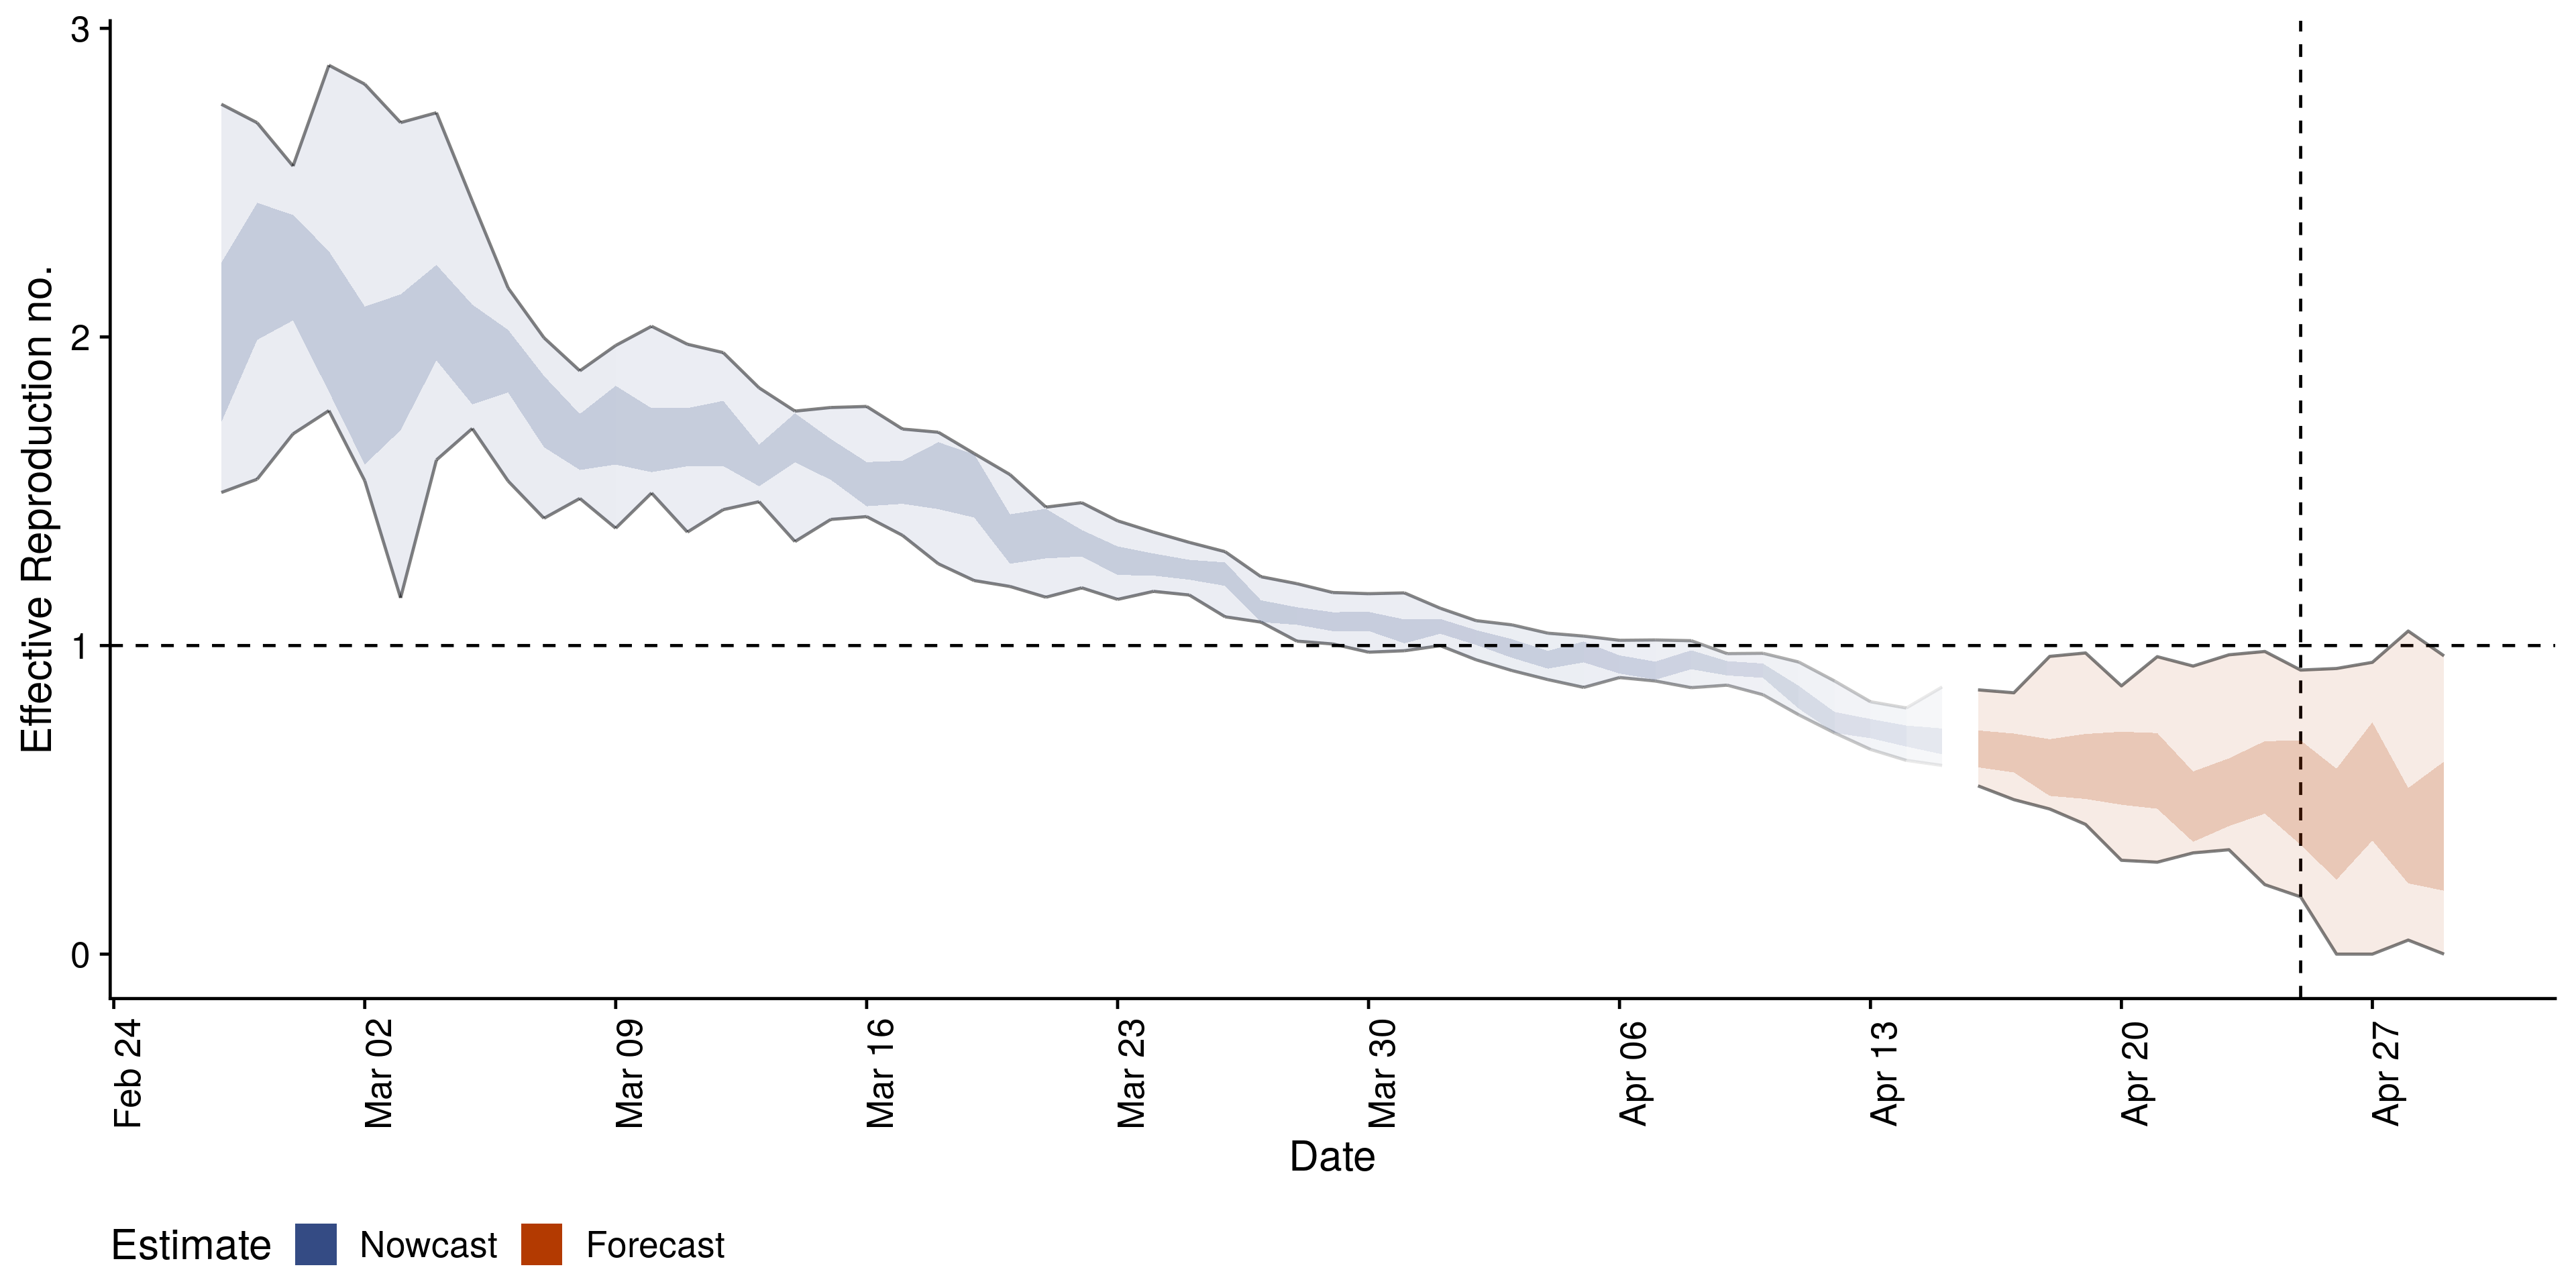 Effective Reproduction no.
3
2
1
0
Feb 24
Mar 02
Mar 09
Mar 16
Mar 23
Mar 30
Apr 06
Apr 13
Apr 20
Apr 27
Date
Estimate Nowcast Forecast